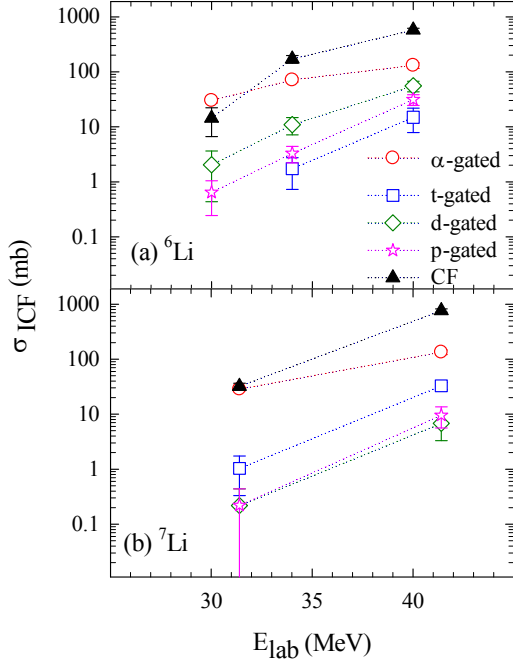 1000
100
10
1
0.1
α-gated
t-gated
d-gated
p-gated
CF
(a) ⁶Li
σ ICF (mb)
1000
100
10
1
0.1
(b) ⁷Li
30 35 40
E_lab (MeV)